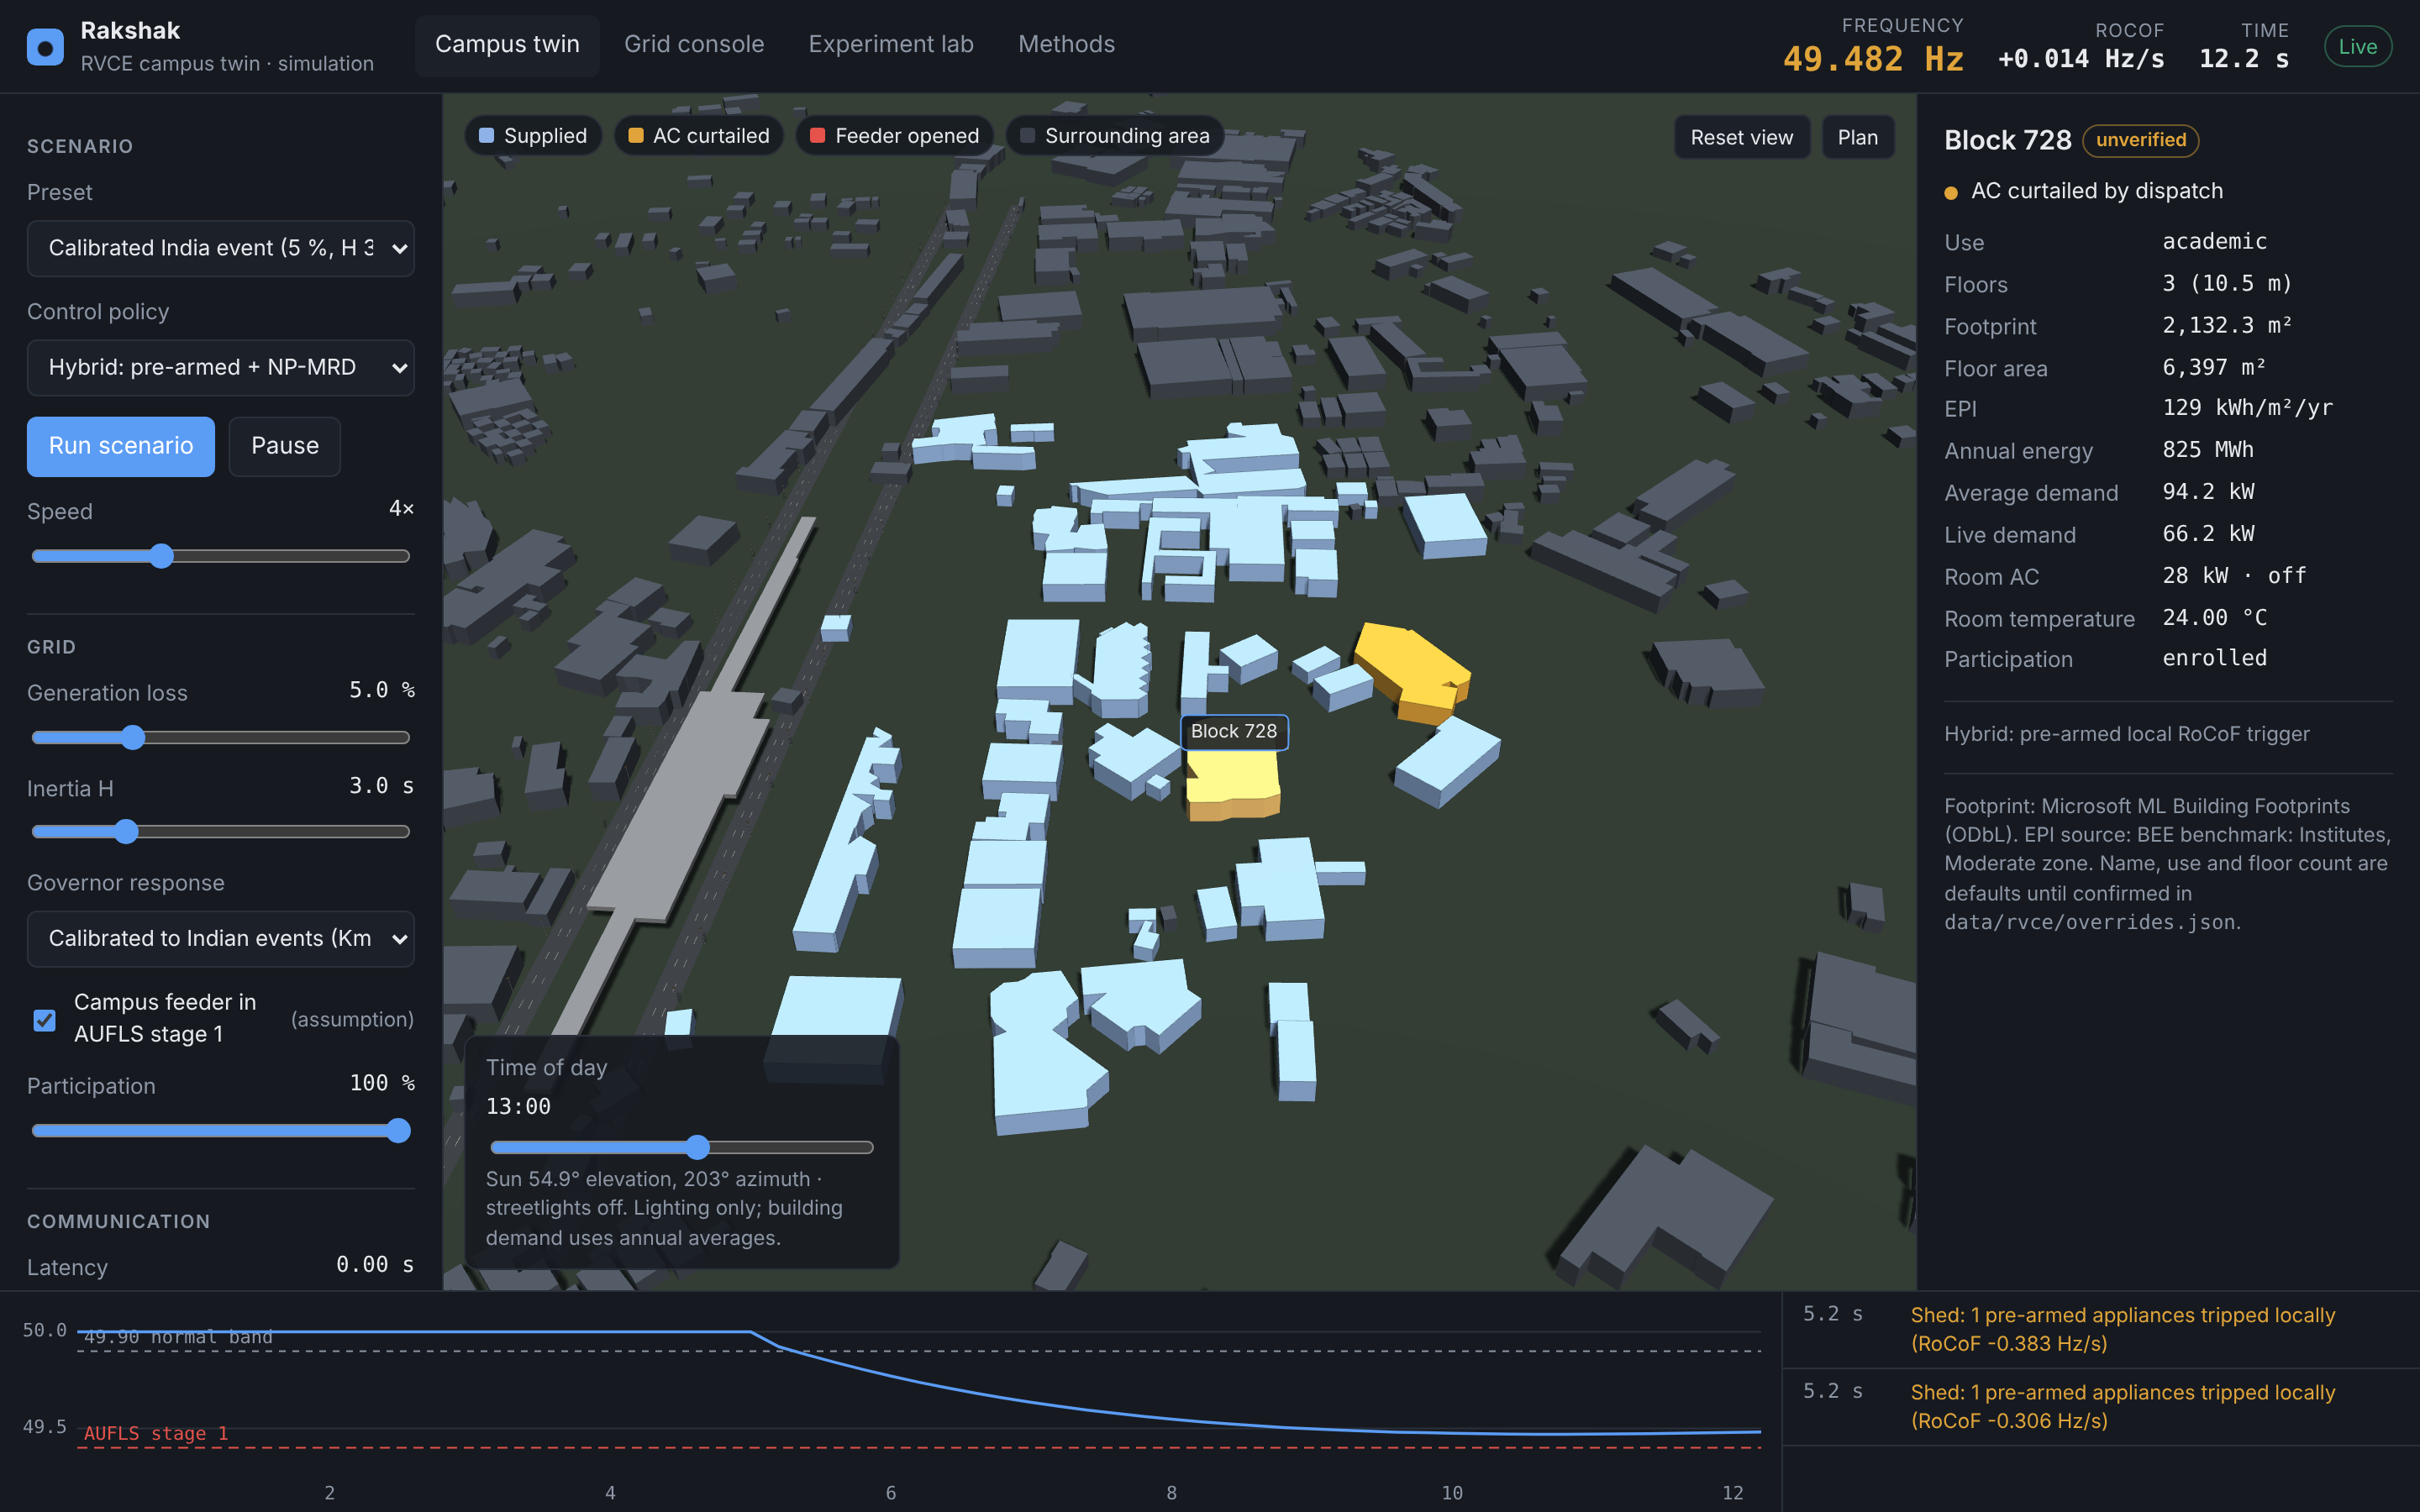 Rakshak
RVCE campus twin · simulation
Campus twin
Grid console
Experiment lab
Methods
FREQUENCY
49.482 Hz
ROCOF
+0.014 Hz/s
TIME
12.2 s
Live
SCENARIO
Preset
Calibrated India event (5 %, H 3
Control policy
Hybrid: pre-armed + NP-MRD
Run scenario
Pause
Speed
4×
GRID
Generation loss
5.0 %
Inertia H
3.0 s
Governor response
Calibrated to Indian events (Km
Campus feeder in
AUFLS stage 1
(assumption)
Participation
100 %
COMMUNICATION
Latency
0.00 s
Supplied
AC curtailed
Feeder opened
Surrounding area
Reset view
Plan
Block 728
Time of day
13:00
Sun 54.9° elevation, 203° azimuth ·
streetlights off. Lighting only; building
demand uses annual averages.
Block 728
unverified
AC curtailed by dispatch
Use academic
Floors 3 (10.5 m)
Footprint 2,132.3 m²
Floor area 6,397 m²
EPI 129 kWh/m²/yr
Annual energy 825 MWh
Average demand 94.2 kW
Live demand 66.2 kW
Room AC 28 kW · off
Room temperature 24.00 °C
Participation enrolled
Hybrid: pre-armed local RoCoF trigger
Footprint: Microsoft ML Building Footprints
(ODbL). EPI source: BEE benchmark: Institutes,
Moderate zone. Name, use and floor count are
defaults until confirmed in
data/rvce/overrides.json.
50.0
49.90 normal band
49.5
AUFLS stage 1
2 4 6 8 10 12
5.2 s
Shed: 1 pre-armed appliances tripped locally
(RoCoF -0.383 Hz/s)
5.2 s
Shed: 1 pre-armed appliances tripped locally
(RoCoF -0.306 Hz/s)